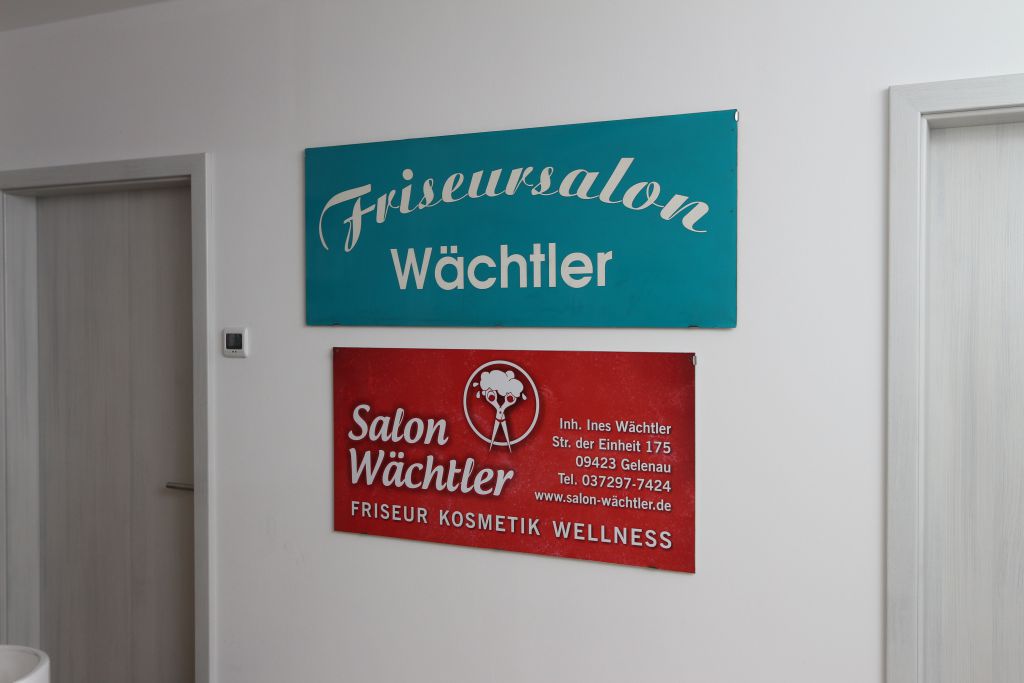 Friseursalon
Wächtler
Salon
Wächtler
Inh. Ines Wächtler
Str. der Einheit 175
09423 Gelenau
Tel. 037297-7424
www.salon-wächtler.de
FRISEUR KOSMETIK WELLNESS